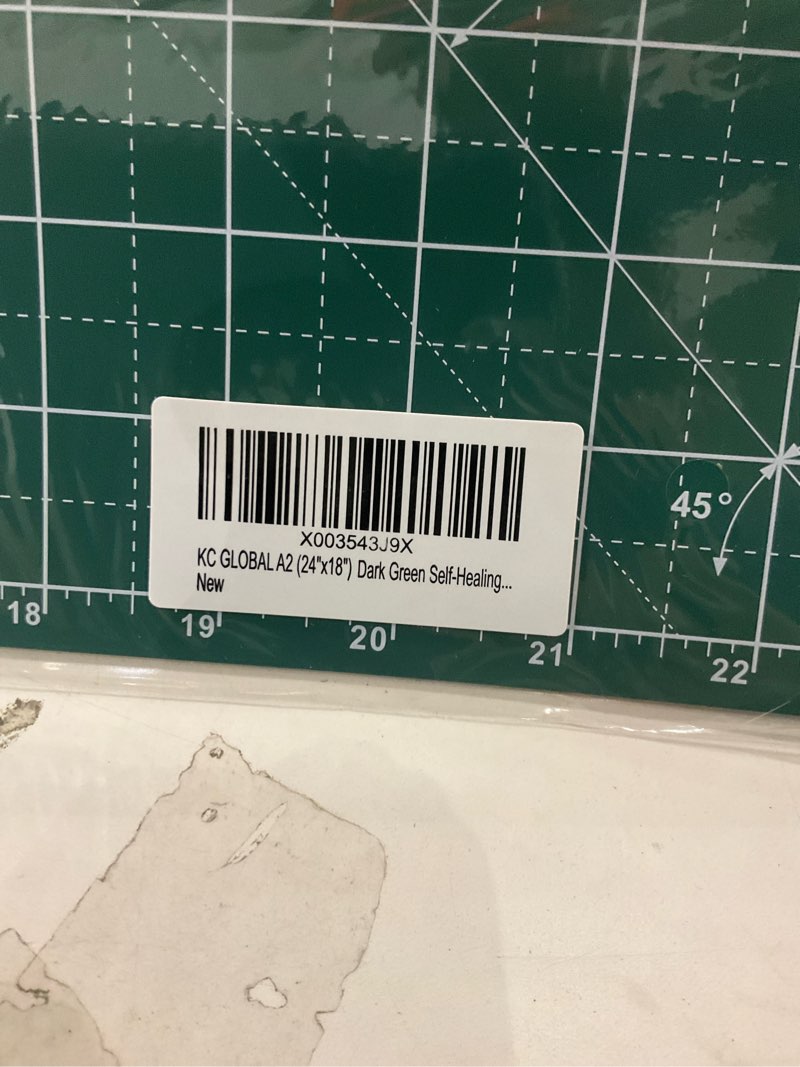 45°
X003543J9X
KC GLOBAL A2 (24"x18") Dark Green Self-Healing...
New
18 19 20 21 22